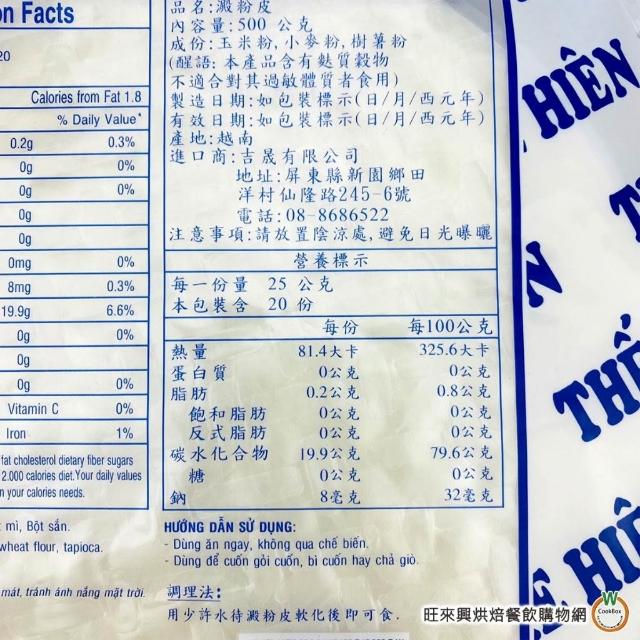 on Facts
20
Calories from Fat 1.8
% Daily Value*
0.2g 0.3%
0g 0%
0g 0%
0g
0g
0mg 0%
8mg 0.3%
19.9g 6.6%
0g 0%
0g
0g 0%
Vitamin C 0%
Iron 1%
fat cholesterol dietary fiber sugars
2.000 calories diet.Your daily values
n your calories needs.
mì, Bột sắn.
wheat flour, tapioca.
mát, tránh ánh nắng mặt trời.
品名:澱粉皮
內容量:500 公克
成份:玉米粉,小麥粉,樹薯粉
(醒語:本產品含有麩質穀物
不適合對其過敏體質者食用)
製造日期:如包裝標示(日/月/西元年)
有效日期:如包裝標示(日/月/西元年)
產地:越南
進口商:吉晟有限公司
地址:屏東縣新園鄉田
洋村仙隆路245-6號
電話:08-8686522
注意事項:請放置陰涼處,避免日光曝曬
營養標示
每一份量 25 公克
本包裝含 20 份
每份 每100公克
熱量 81.4大卡 325.6大卡
蛋白質 0公克 0公克
脂肪 0.2公克 0.8公克
飽和脂肪 0公克 0公克
反式脂肪 0公克 0公克
碳水化合物 19.9公克 79.6公克
糖 0公克 0公克
鈉 8毫克 32毫克
HƯỚNG DẪN SỬ DỤNG:
- Dùng ăn ngay, không qua chế biến.
- Dùng để cuốn gỏi cuốn, bì cuốn hay chả giò.
調理法:
用少許水待澱粉皮軟化後即可食.
HIÊN
THẾ
HIÊ
旺來興烘焙餐飲購物網
W
CookBox